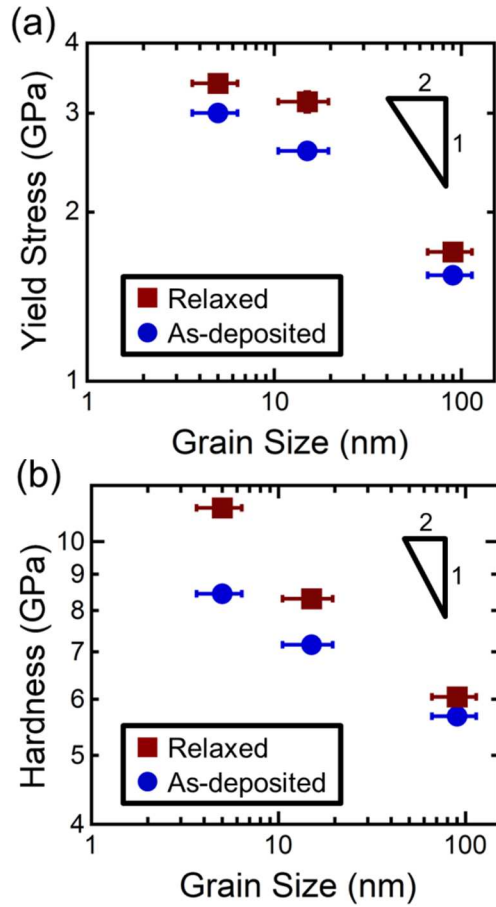 (a)
4
3
2
1
Yield Stress (GPa)
2
1
Relaxed
As-deposited
1 10 100
Grain Size (nm)
(b)
10
9
8
7
6
5
4
Hardness (GPa)
2
1
Relaxed
As-deposited
1 10 100
Grain Size (nm)